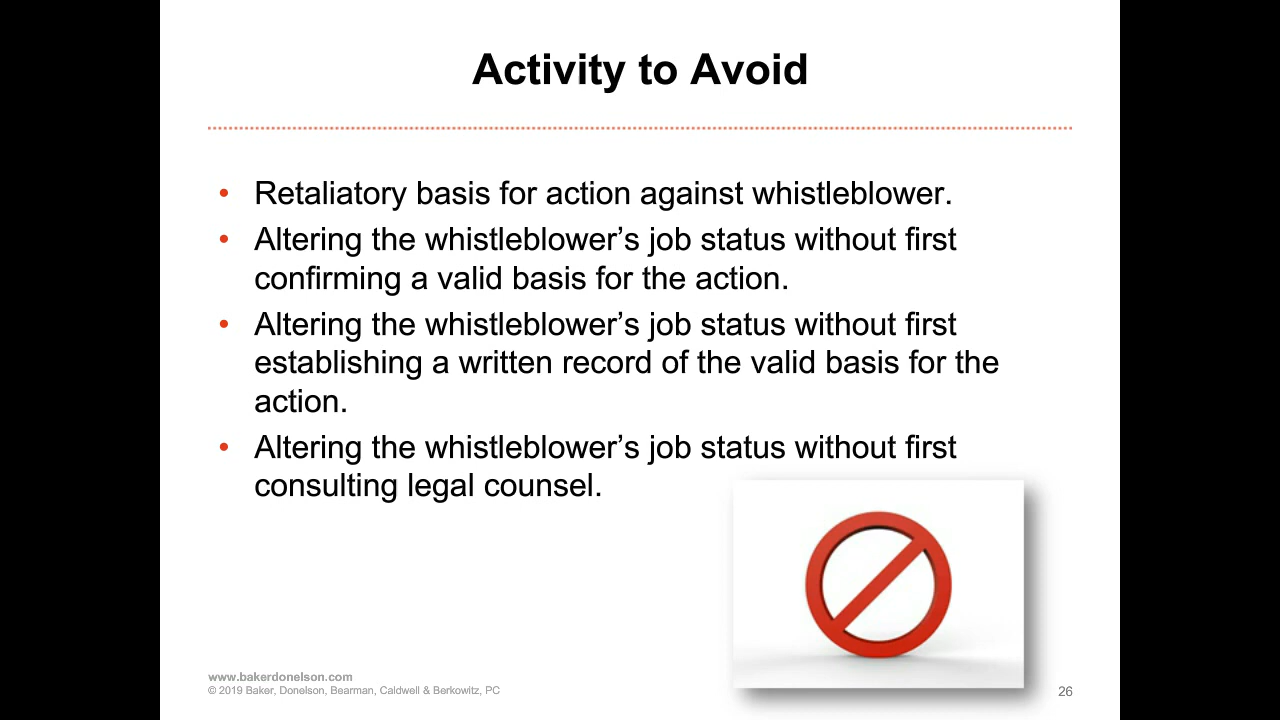 Activity to Avoid
• Retaliatory basis for action against whistleblower.
• Altering the whistleblower’s job status without first
confirming a valid basis for the action.
• Altering the whistleblower’s job status without first
establishing a written record of the valid basis for the
action.
• Altering the whistleblower’s job status without first
consulting legal counsel.
www.bakerdonelson.com
© 2019 Baker, Donelson, Bearman, Caldwell & Berkowitz, PC
26